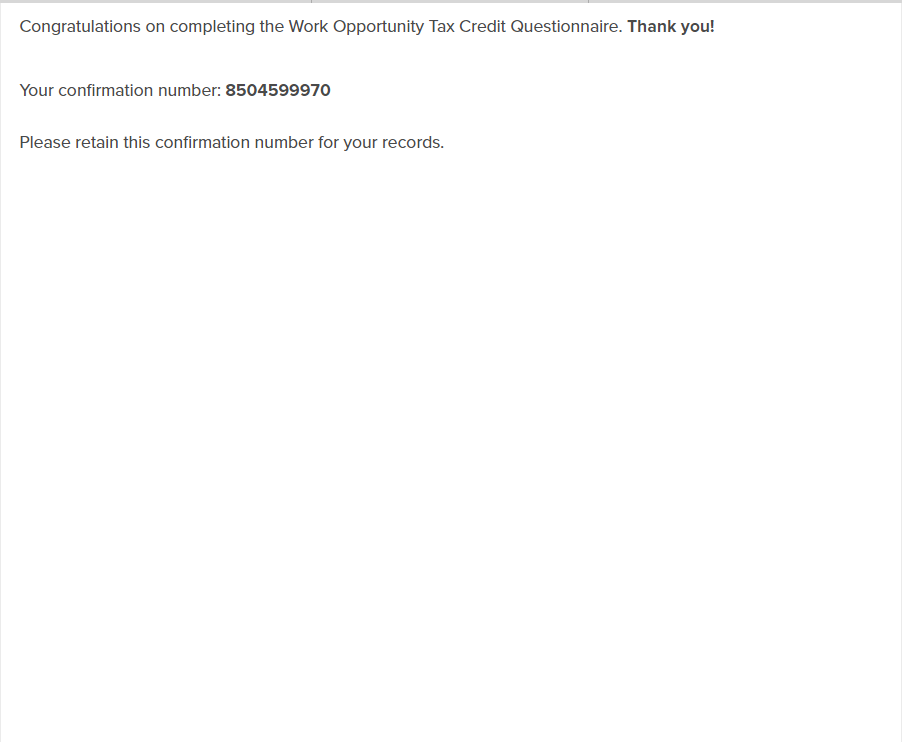 Congratulations on completing the Work Opportunity Tax Credit Questionnaire. Thank you!
Your confirmation number: 8504599970
Please retain this confirmation number for your records.